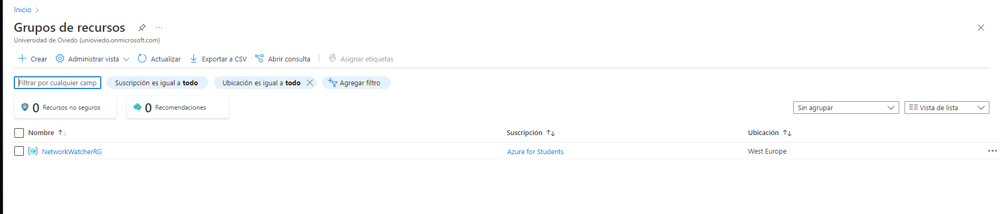 Inicio
Grupos de recursos
Universidad de Oviedo (unioviedo.onmicrosoft.com)
Crear Administrar vista Actualizar Exportar a CSV Abrir consulta Asignar etiquetas
Filtrar por cualquier camp Suscripción es igual a todo Ubicación es igual a todo Agregar filtro
0 Recursos no seguros 0 Recomendaciones Sin agrupar Vista de lista
Nombre Suscripción Ubicación
NetworkWatcherRG Azure for Students West Europe